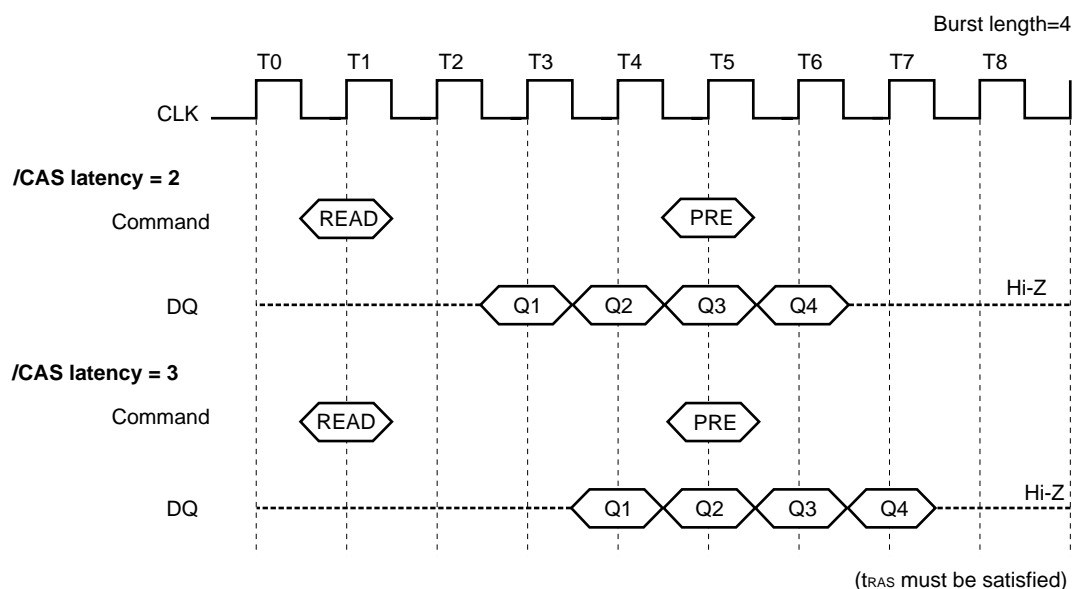 Burst length=4
T0 T1 T2 T3 T4 T5 T6 T7 T8
CLK
/CAS latency = 2
Command READ PRE
DQ Q1 Q2 Q3 Q4 Hi-Z
/CAS latency = 3
Command READ PRE
DQ Q1 Q2 Q3 Q4 Hi-Z
(tRAS must be satisfied)